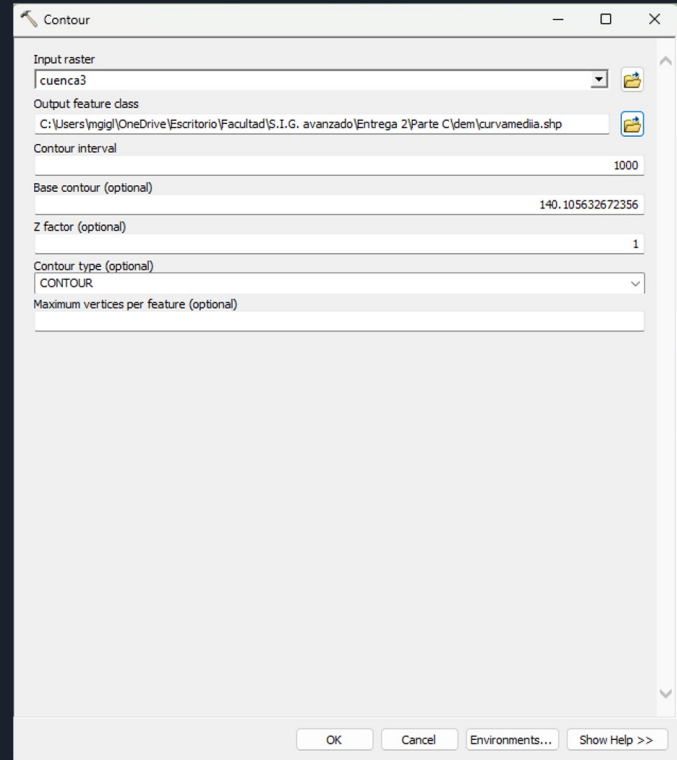 Contour
Input raster
cuenca3
Output feature class
C:\Users\mgigl\OneDrive\Escritorio\Facultad\S.I.G. avanzado\Entrega 2\Parte C\dem\curvamediia.shp
Contour interval
1000
Base contour (optional)
140.105632672356
Z factor (optional)
1
Contour type (optional)
CONTOUR
Maximum vertices per feature (optional)
OK Cancel Environments... Show Help >>